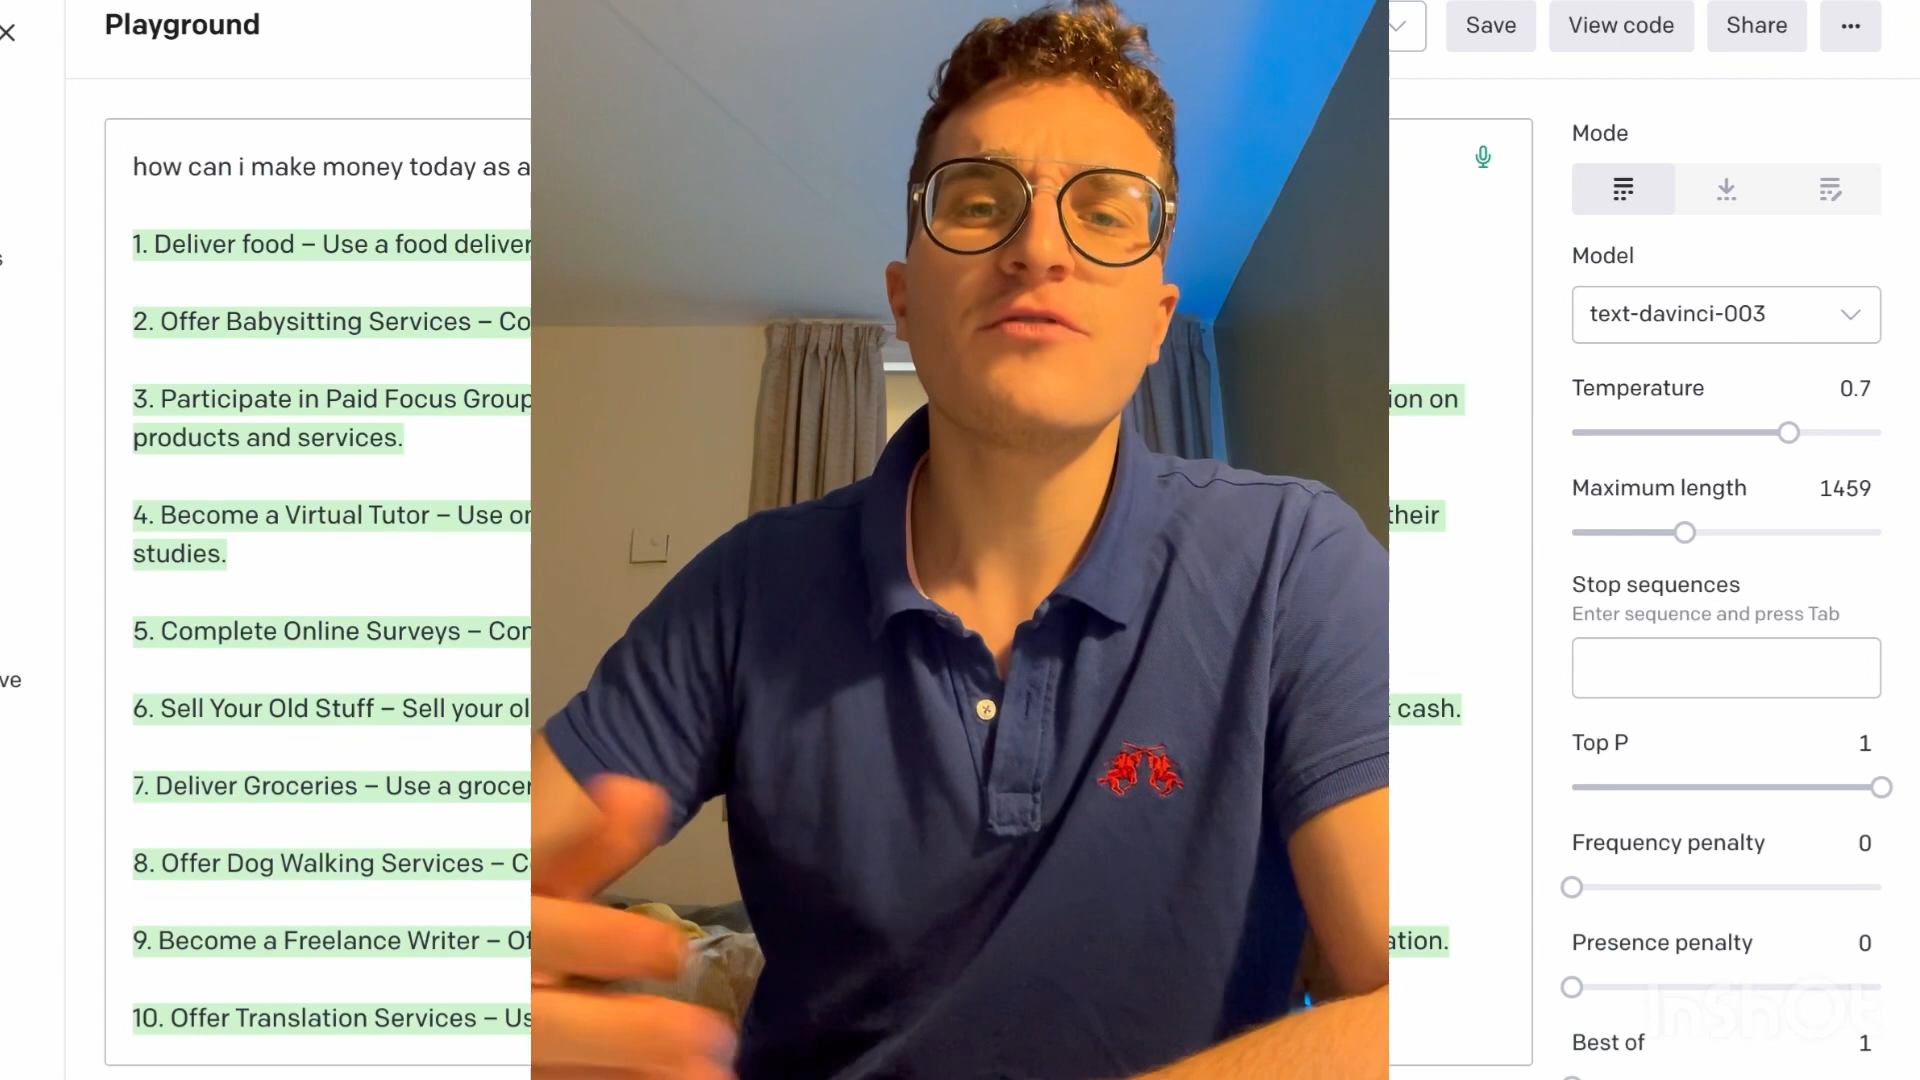 Playground
Save
View code
Share
how can i make money today as a
1. Deliver food – Use a food deliver
2. Offer Babysitting Services – Co
3. Participate in Paid Focus Group
ion on
products and services.
4. Become a Virtual Tutor – Use or
their
studies.
5. Complete Online Surveys – Con
6. Sell Your Old Stuff – Sell your ol
cash.
7. Deliver Groceries – Use a grocer
8. Offer Dog Walking Services – C
9. Become a Freelance Writer – Of
ation.
10. Offer Translation Services – Us
ve
Mode
Model
text-davinci-003
Temperature 0.7
Maximum length 1459
Stop sequences
Enter sequence and press Tab
Top P 1
Frequency penalty 0
Presence penalty 0
InShOt
Best of 1